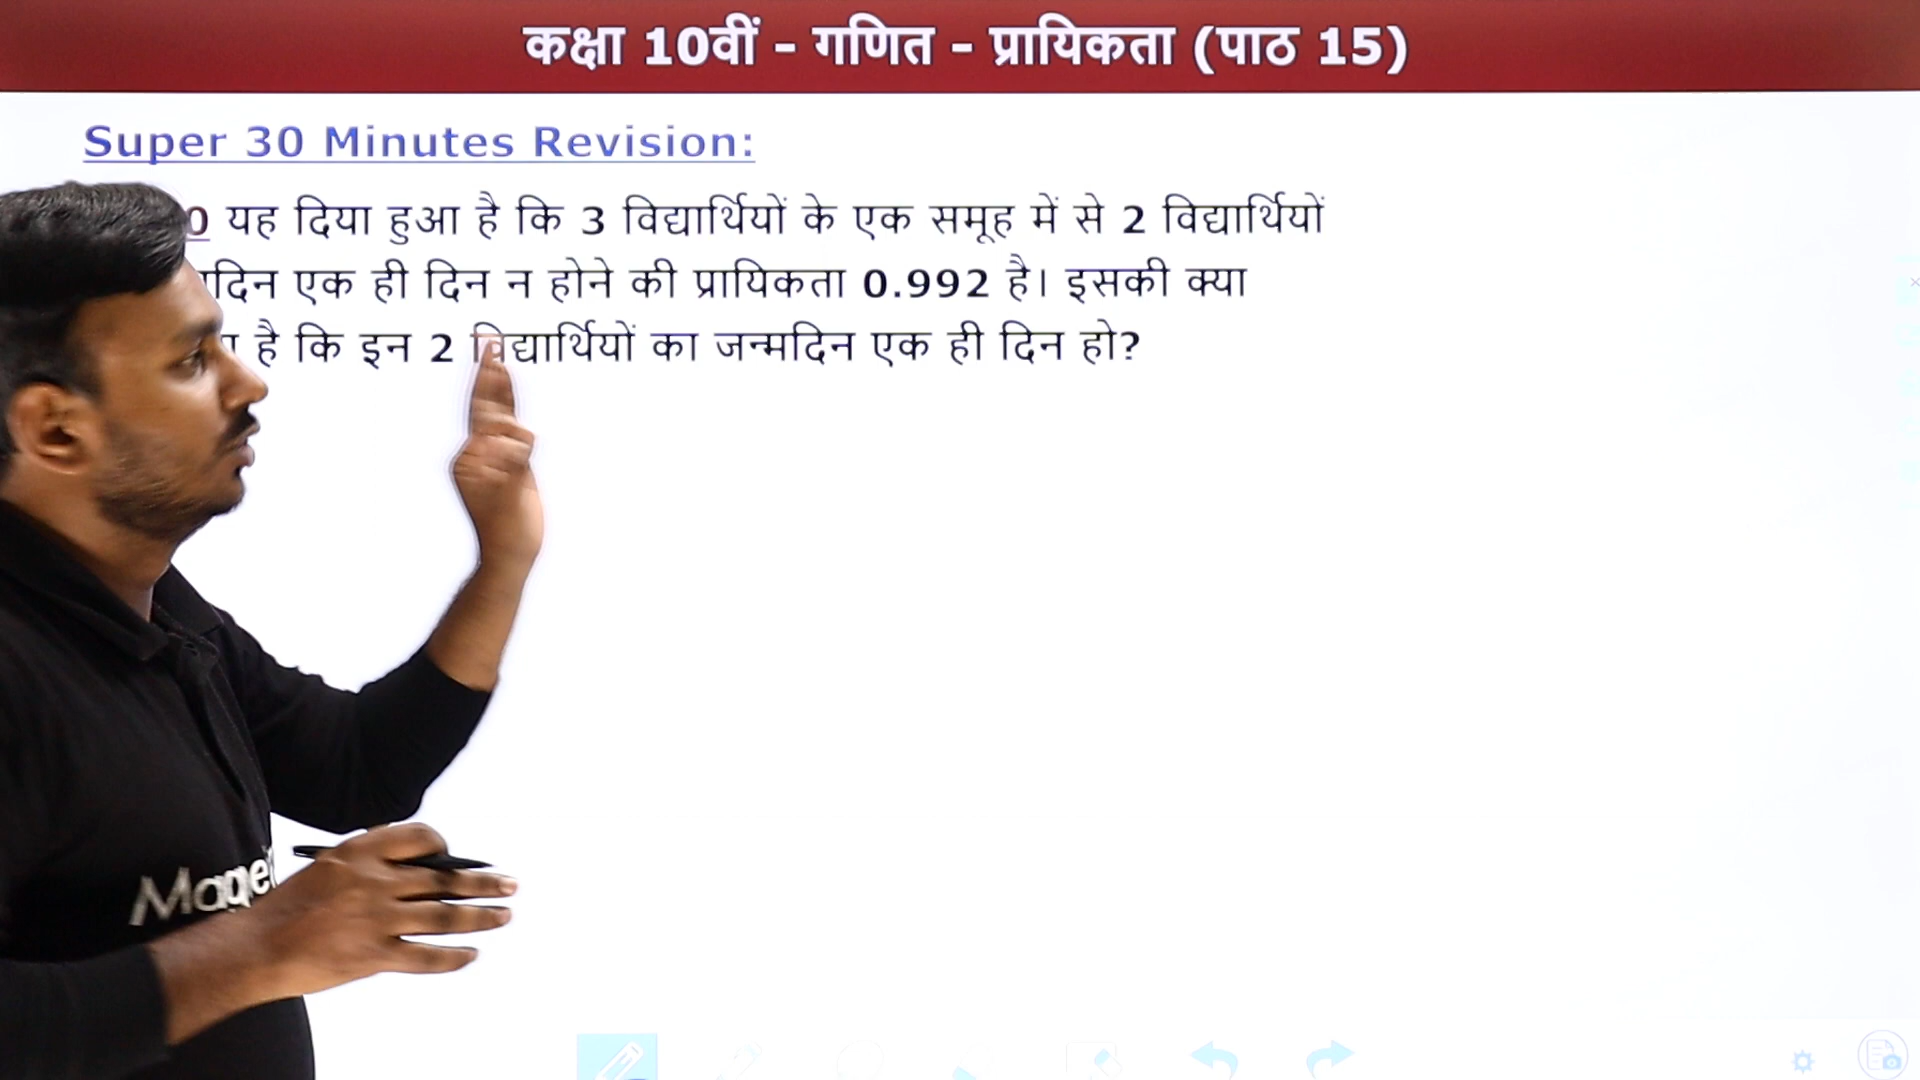 कक्षा 10वीं - गणित - प्रायिकता (पाठ 15)
Super 30 Minutes Revision:
0 यह दिया हुआ है कि 3 विद्यार्थियों के एक समूह में से 2 विद्यार्थियों
एक ही दिन न होने की प्रायिकता 0.992 है। इसकी क्या
है कि इन 2 विद्यार्थियों का जन्मदिन एक ही दिन हो?